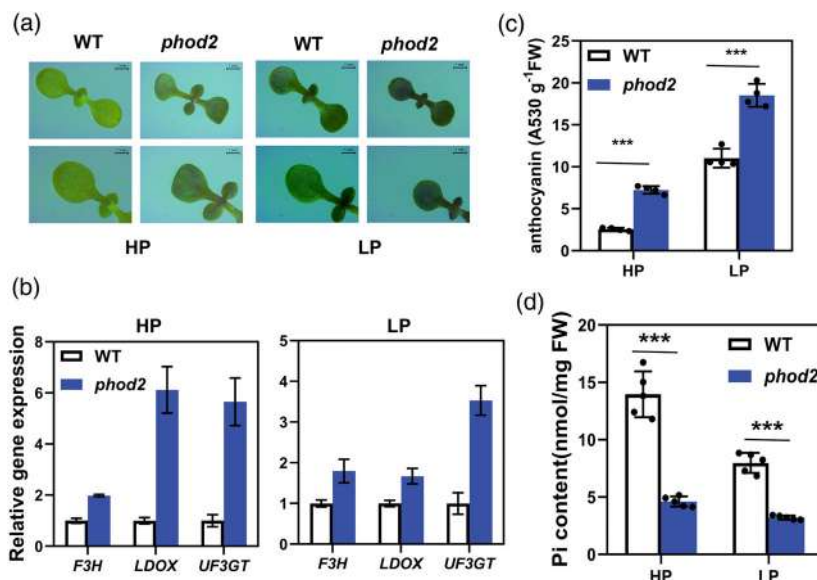 (a)
WT phod2 WT phod2
HP LP
(b)
HP
Relative gene expression
8
6
4
2
0
WT
phod2
F3H LDOX UF3GT
LP
5
4
3
2
1
0
F3H LDOX UF3GT
(c)
anthocyanin (A530 g⁻¹FW)
25
20
15
10
5
0
WT
phod2
***
***
HP LP
(d)
Pi content(nmol/mg FW)
20
15
10
5
0
WT
phod2
***
***
HP LP